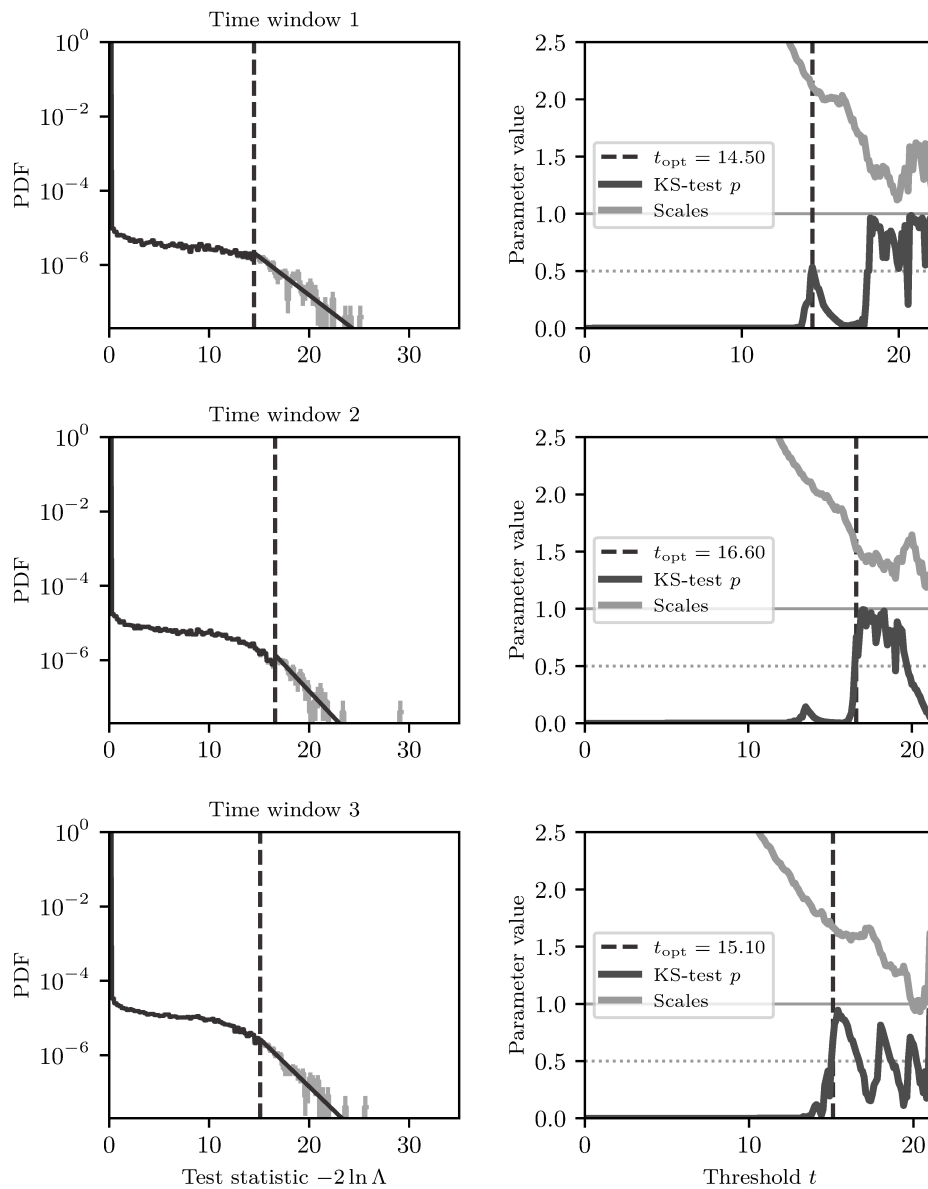 Time window 1
PDF
10⁰
10⁻²
10⁻⁴
10⁻⁶
0 10 20 30
Parameter value
2.5
2.0
1.5
1.0
0.5
0.0
0 10 20
t_opt = 14.50
KS-test p
Scales
Time window 2
PDF
10⁰
10⁻²
10⁻⁴
10⁻⁶
0 10 20 30
Parameter value
2.5
2.0
1.5
1.0
0.5
0.0
0 10 20
t_opt = 16.60
KS-test p
Scales
Time window 3
PDF
10⁰
10⁻²
10⁻⁴
10⁻⁶
0 10 20 30
Test statistic −2 ln Λ
Parameter value
2.5
2.0
1.5
1.0
0.5
0.0
0 10 20
Threshold t
t_opt = 15.10
KS-test p
Scales